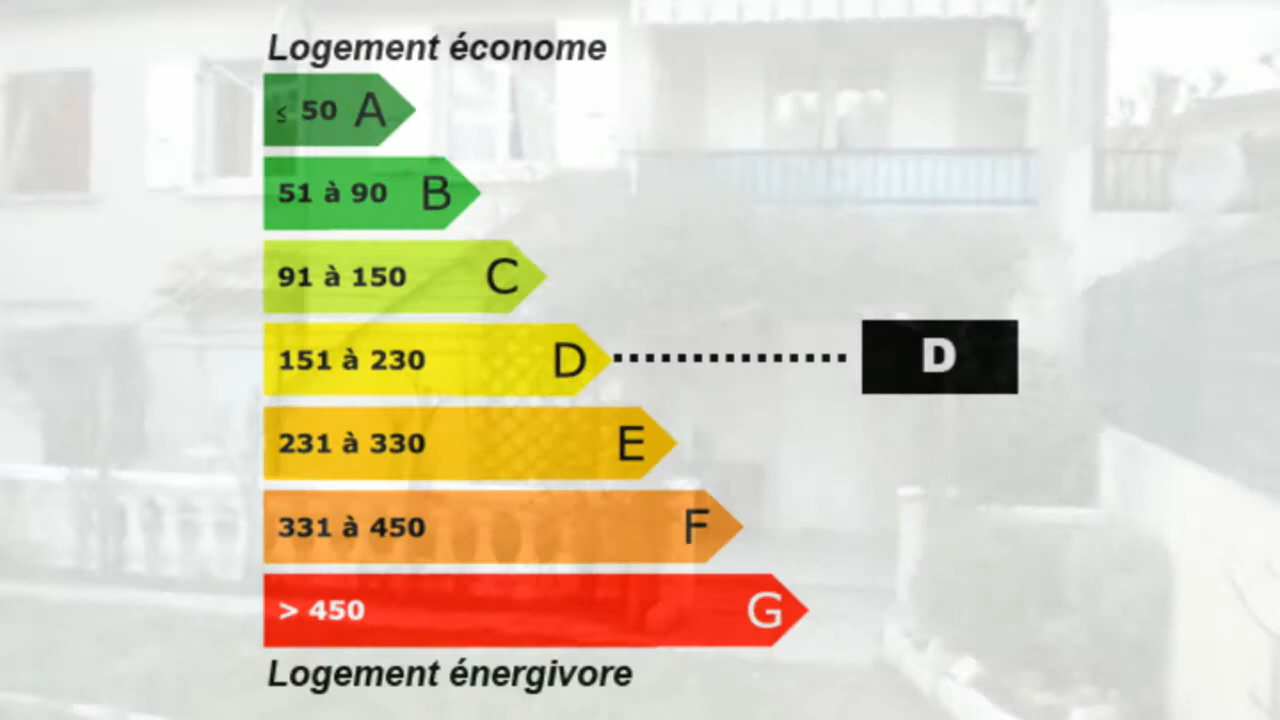 Logement économe
≤ 50 A
51 à 90 B
91 à 150 C
151 à 230 D
D
231 à 330 E
331 à 450 F
> 450 G
Logement énergivore